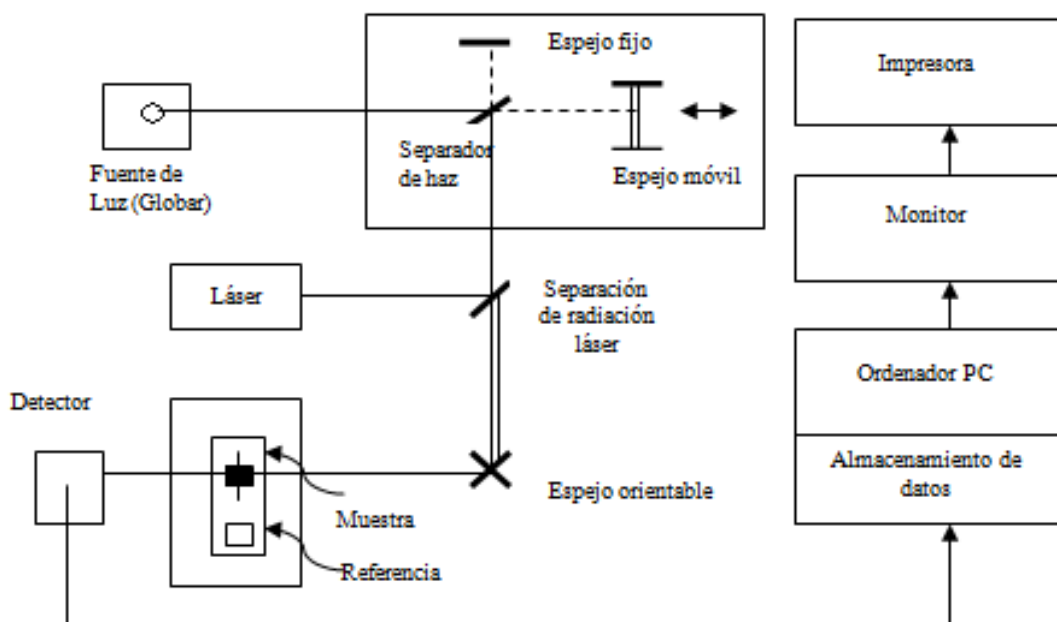 Espejo fijo
Impresora
Separador
de haz
Fuente de
Luz (Globar)
Espejo móvil
Monitor
Láser
Separación
de radiación
láser
Ordenador PC
Detector
Almacenamiento de
datos
Espejo orientable
Muestra
Referencia